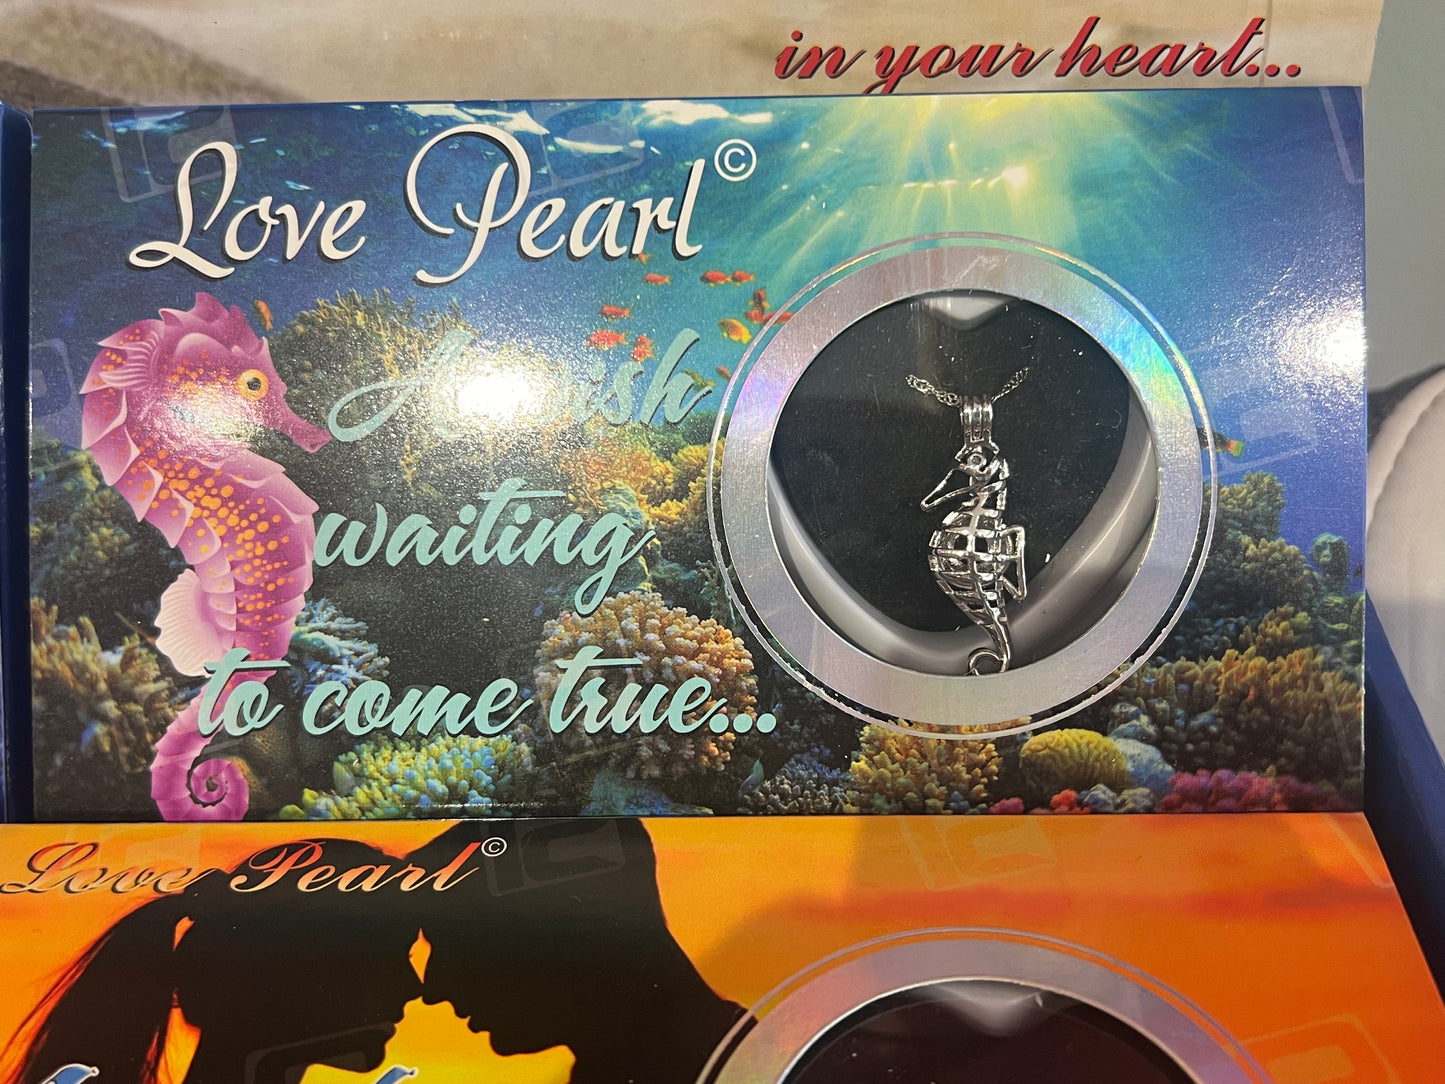 in your heart...
Love Pearl©
A wish
waiting
to come true...
Love Pearl©